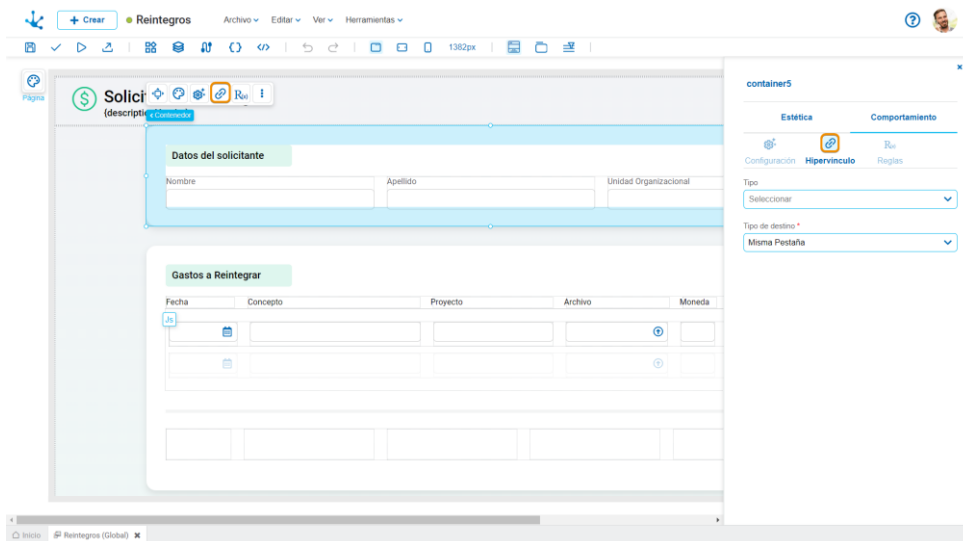 + Crear
Reintegros
Archivo Editar Ver Herramientas
1382px
Página
Solici
{descripti
R(x)
Contenedor
Datos del solicitante
Nombre Apellido Unidad Organizacional
Gastos a Reintegrar
Fecha Concepto Proyecto Archivo Moneda
Js
container5
Estética Comportamiento
Configuración Hipervínculo Reglas
Tipo
Seleccionar
Tipo de destino *
Misma Pestaña
Inicio Reintegros (Global)